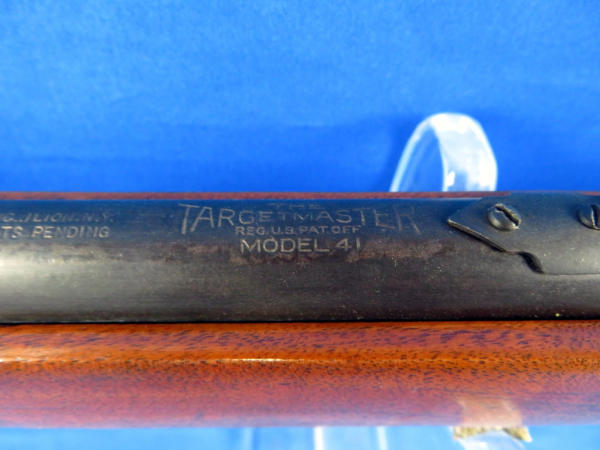 G. ILION. N.Y.
TS. PENDING
THE
TARGETMASTER
REG. U.S. PAT. OFF
MODEL 41